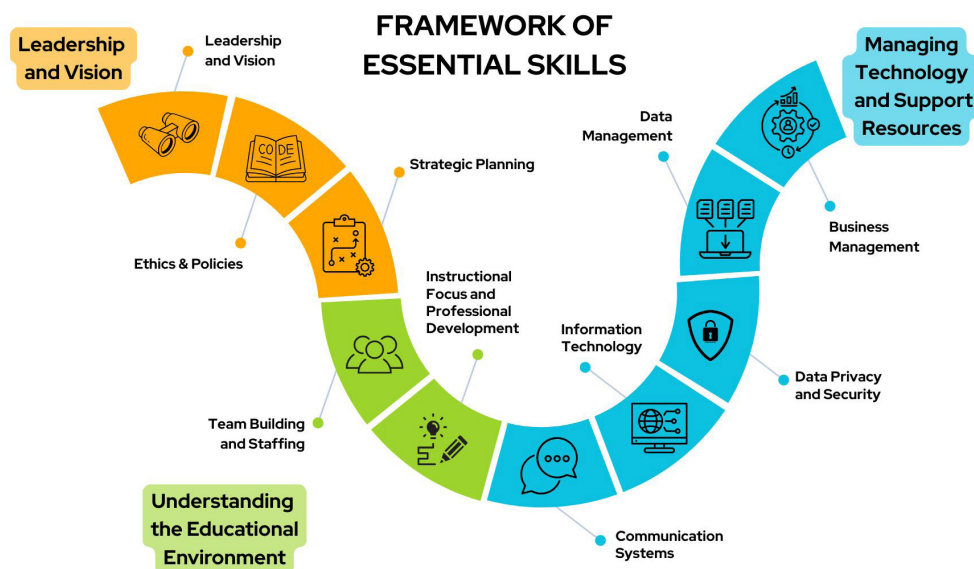 FRAMEWORK OF
ESSENTIAL SKILLS
Leadership
and Vision
Leadership
and Vision
CODE
Ethics & Policies
Strategic Planning
Team Building
and Staffing
Instructional
Focus and
Professional
Development
Understanding
the Educational
Environment
Communication
Systems
Information
Technology
Data Privacy
and Security
Data
Management
Business
Management
Managing
Technology
and Support
Resources